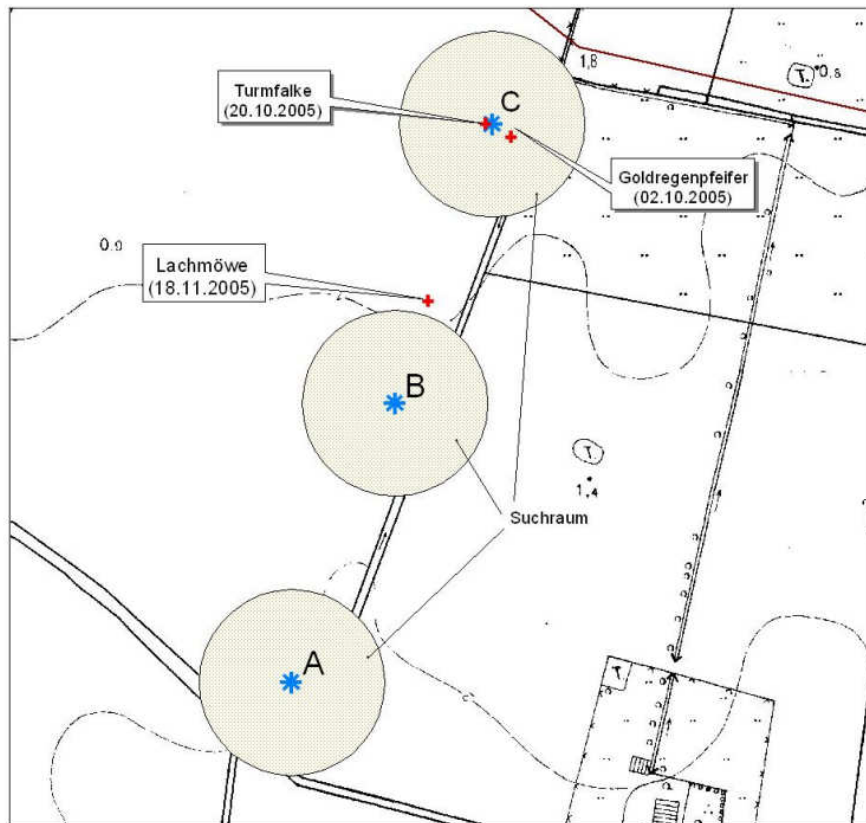 1,8
T.
0.8
Turmfalke
(20.10.2005)
C
Goldregenpfeifer
(02.10.2005)
0.9
Lachmöwe
(18.11.2005)
B
T.
1,4
Suchraum
A
T.